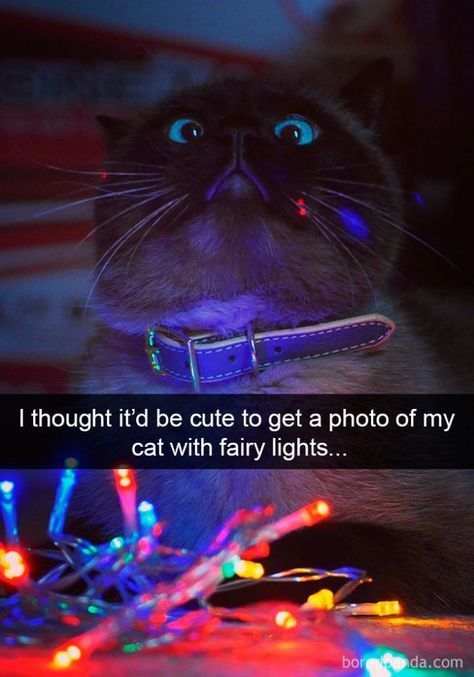 I thought it'd be cute to get a photo of my
cat with fairy lights...
boredpanda.com